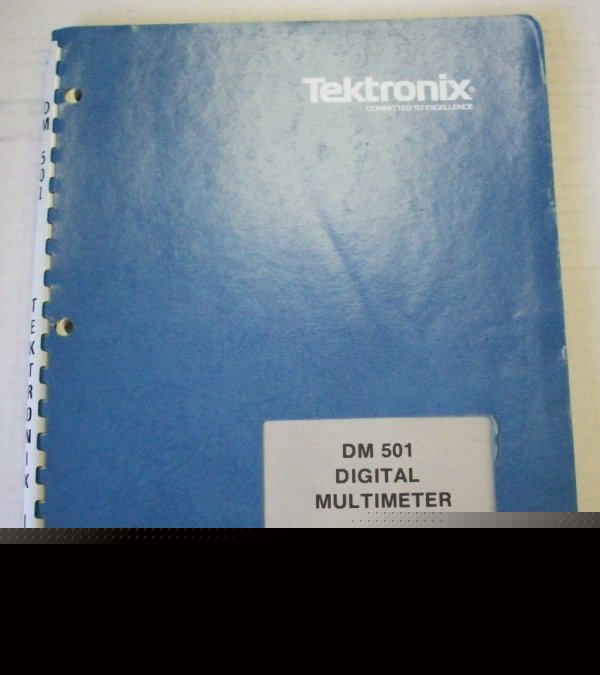 Tektronix®
COMMITTED TO EXCELLENCE
DM 501
TEKTRONIX
DM 501
DIGITAL
MULTIMETER